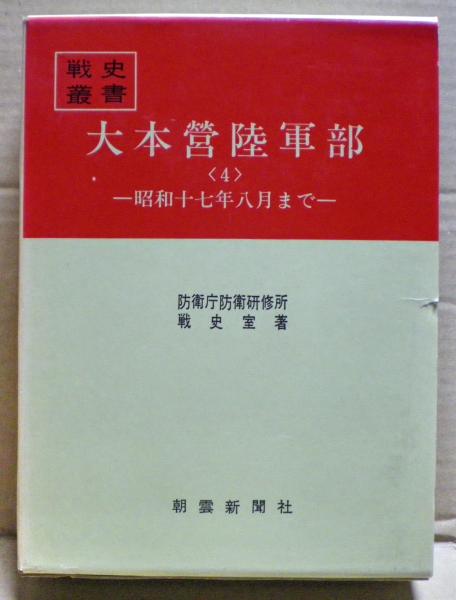 戦史
叢書
大本營陸軍部
〈4〉
―昭和十七年八月まで―
防衛庁防衛研修所
戦史室著
朝雲新聞社